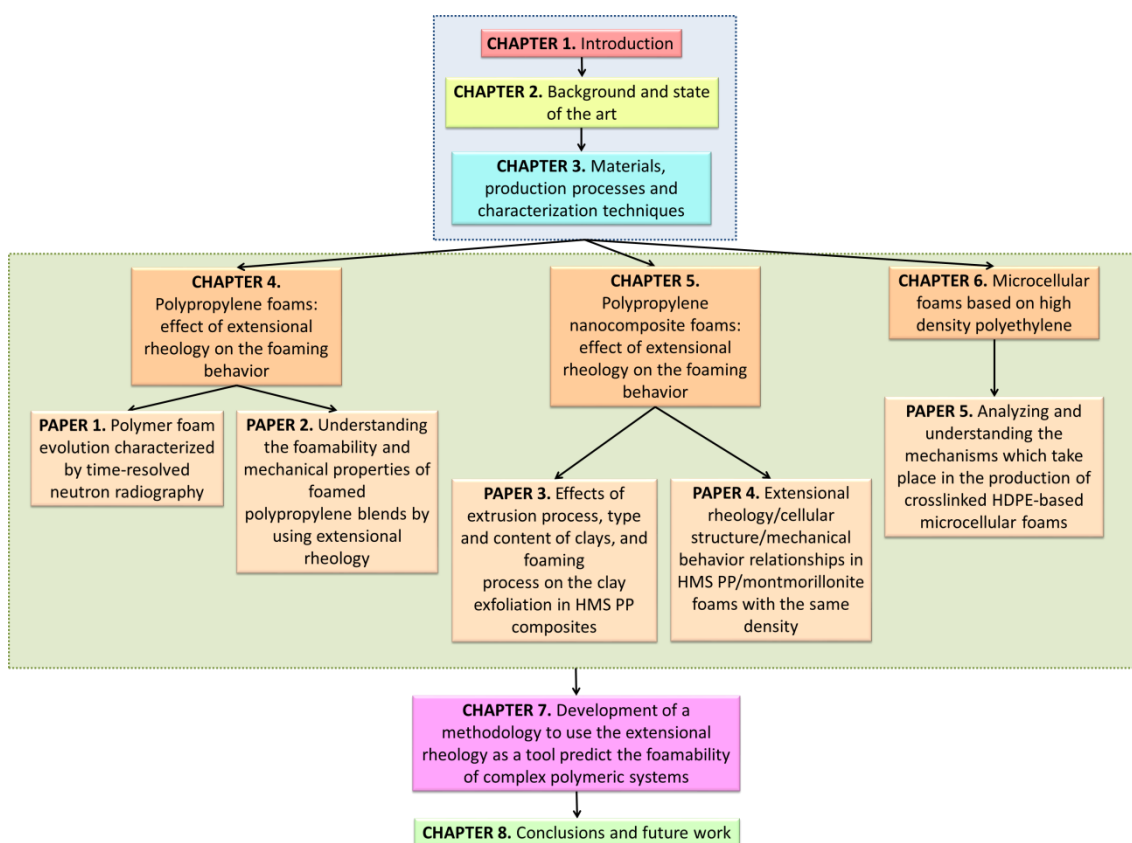 CHAPTER 1. Introduction
CHAPTER 2. Background and state
of the art
CHAPTER 3. Materials,
production processes and
characterization techniques
CHAPTER 4.
Polypropylene foams:
effect of extensional
rheology on the foaming
behavior
CHAPTER 5.
Polypropylene
nanocomposite foams:
effect of extensional
rheology on the foaming
behavior
CHAPTER 6. Microcellular
foams based on high
density polyethylene
PAPER 1. Polymer foam
evolution characterized
by time-resolved
neutron radiography
PAPER 2. Understanding
the foamability and
mechanical properties of
foamed
polypropylene blends by
using extensional
rheology
PAPER 3. Effects of
extrusion process, type
and content of clays, and
foaming
process on the clay
exfoliation in HMS PP
composites
PAPER 4. Extensional
rheology/cellular
structure/mechanical
behavior relationships in
HMS PP/montmorillonite
foams with the same
density
PAPER 5. Analyzing and
understanding the
mechanisms which take
place in the production of
crosslinked HDPE-based
microcellular foams
CHAPTER 7. Development of a
methodology to use the extensional
rheology as a tool predict the foamability
of complex polymeric systems
CHAPTER 8. Conclusions and future work